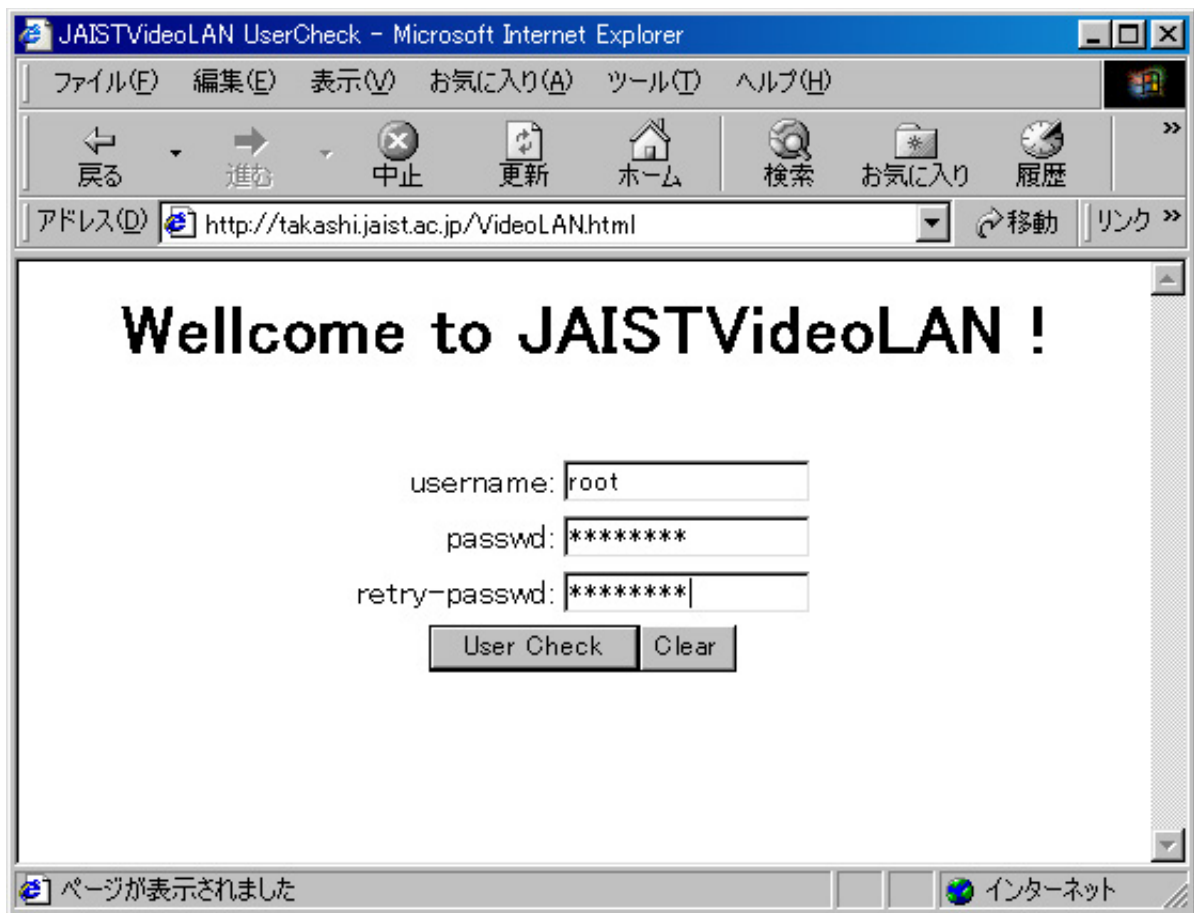 JAISTVideoLAN UserCheck - Microsoft Internet Explorer
ファイル(F) 編集(E) 表示(V) お気に入り(A) ツール(T) ヘルプ(H)
戻る 進む 中止 更新 ホーム 検索 お気に入り 履歴 »
アドレス(D) http://takashi.jaist.ac.jp/VideoLAN.html 移動 リンク »
Wellcome to JAISTVideoLAN !
username: root
passwd: ********
retry-passwd: ********
User Check Clear
ページが表示されました インターネット